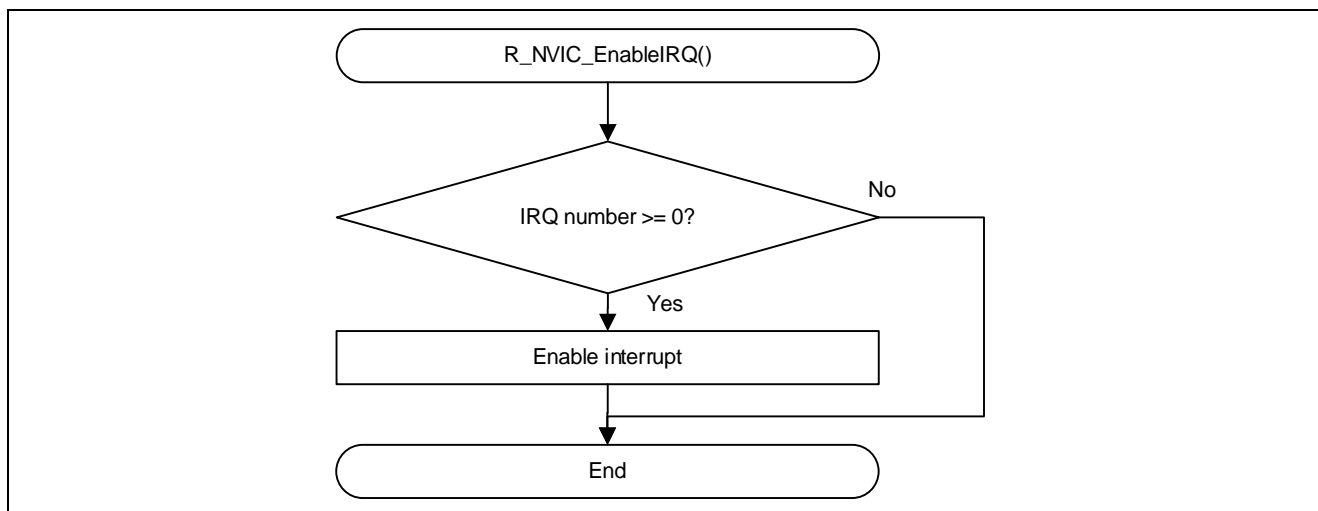 R_NVIC_EnableIRQ()
No
IRQ number >= 0?
Yes
Enable interrupt
End